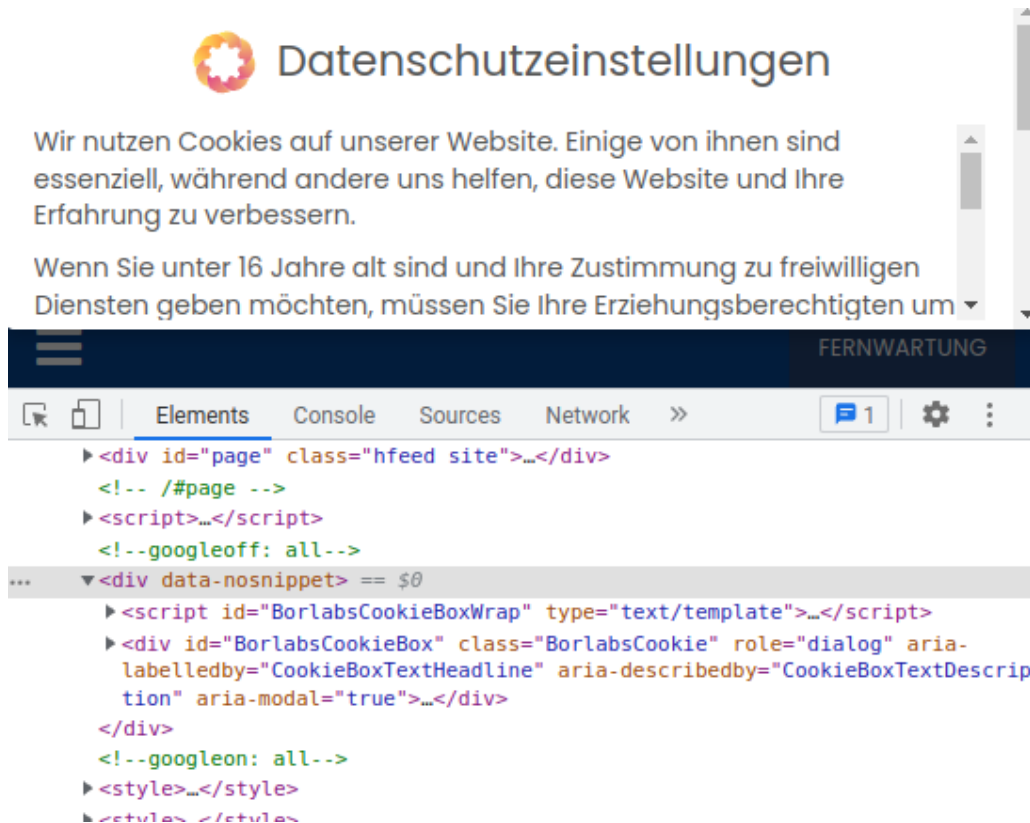 Datenschutzeinstellungen
Wir nutzen Cookies auf unserer Website. Einige von ihnen sind
essenziell, während andere uns helfen, diese Website und Ihre
Erfahrung zu verbessern.
Wenn Sie unter 16 Jahre alt sind und Ihre Zustimmung zu freiwilligen
Diensten geben möchten, müssen Sie Ihre Erziehungsberechtigten um
FERNWARTUNG
Elements Console Sources Network » 1
<div id="page" class="hfeed site">…</div>
<!-- /#page -->
<script>…</script>
<!--googleoff: all-->
… <div data-nosnippet> == $0
<script id="BorlabsCookieBoxWrap" type="text/template">…</script>
<div id="BorlabsCookieBox" class="BorlabsCookie" role="dialog" aria-
labelledby="CookieBoxTextHeadline" aria-describedby="CookieBoxTextDescrip
tion" aria-modal="true">…</div>
</div>
<!--googleon: all-->
<style>…</style>
<style>…</style>